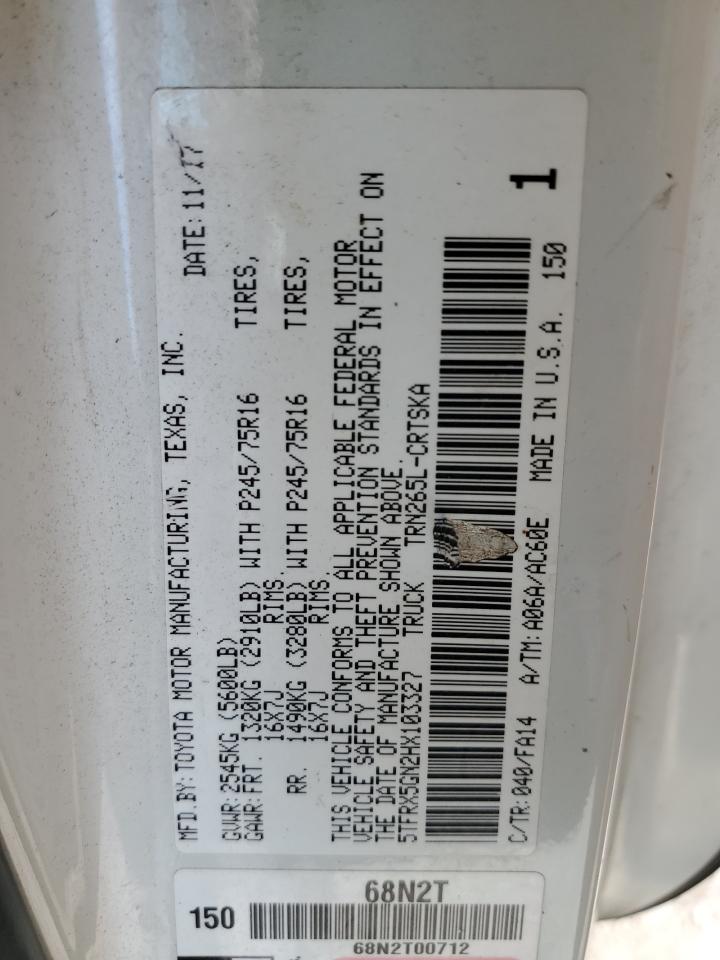 MFD.BY: TOYOTA MOTOR MANUFACTURING, TEXAS, INC. DATE: 11/17
GVWR: 2545KG (5600LB)
GAWR: FRT. 1320KG (2910LB) WITH P245/75R16 TIRES,
16X7J RIMS,
RR. 1490KG (3280LB) WITH P245/75R16 TIRES,
16X7J RIMS
THIS VEHICLE CONFORMS TO ALL APPLICABLE FEDERAL MOTOR
VEHICLE SAFETY AND THEFT PREVENTION STANDARDS IN EFFECT ON
THE DATE OF MANUFACTURE SHOWN ABOVE.
5TFRX5GN2HX103327 TRUCK TRN265L-CRTSKA
1
C/TR: 040/FA14 A/TM: A06A/AC60E MADE IN U.S.A. 150
68N2T
150
68N2T00712